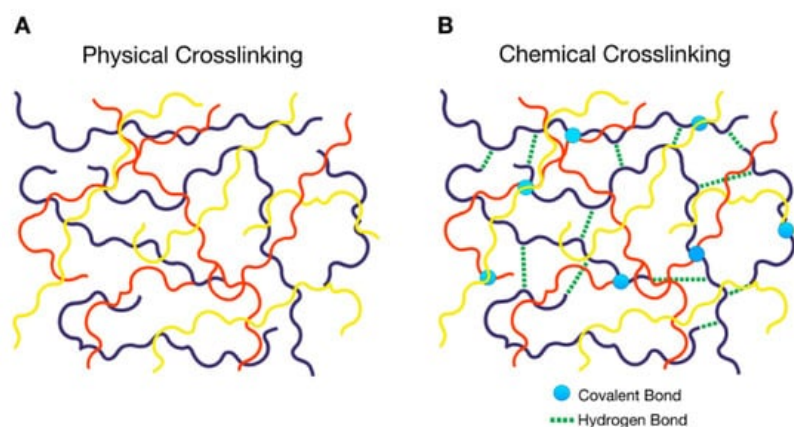 A
Physical Crosslinking
B
Chemical Crosslinking
Covalent Bond
Hydrogen Bond